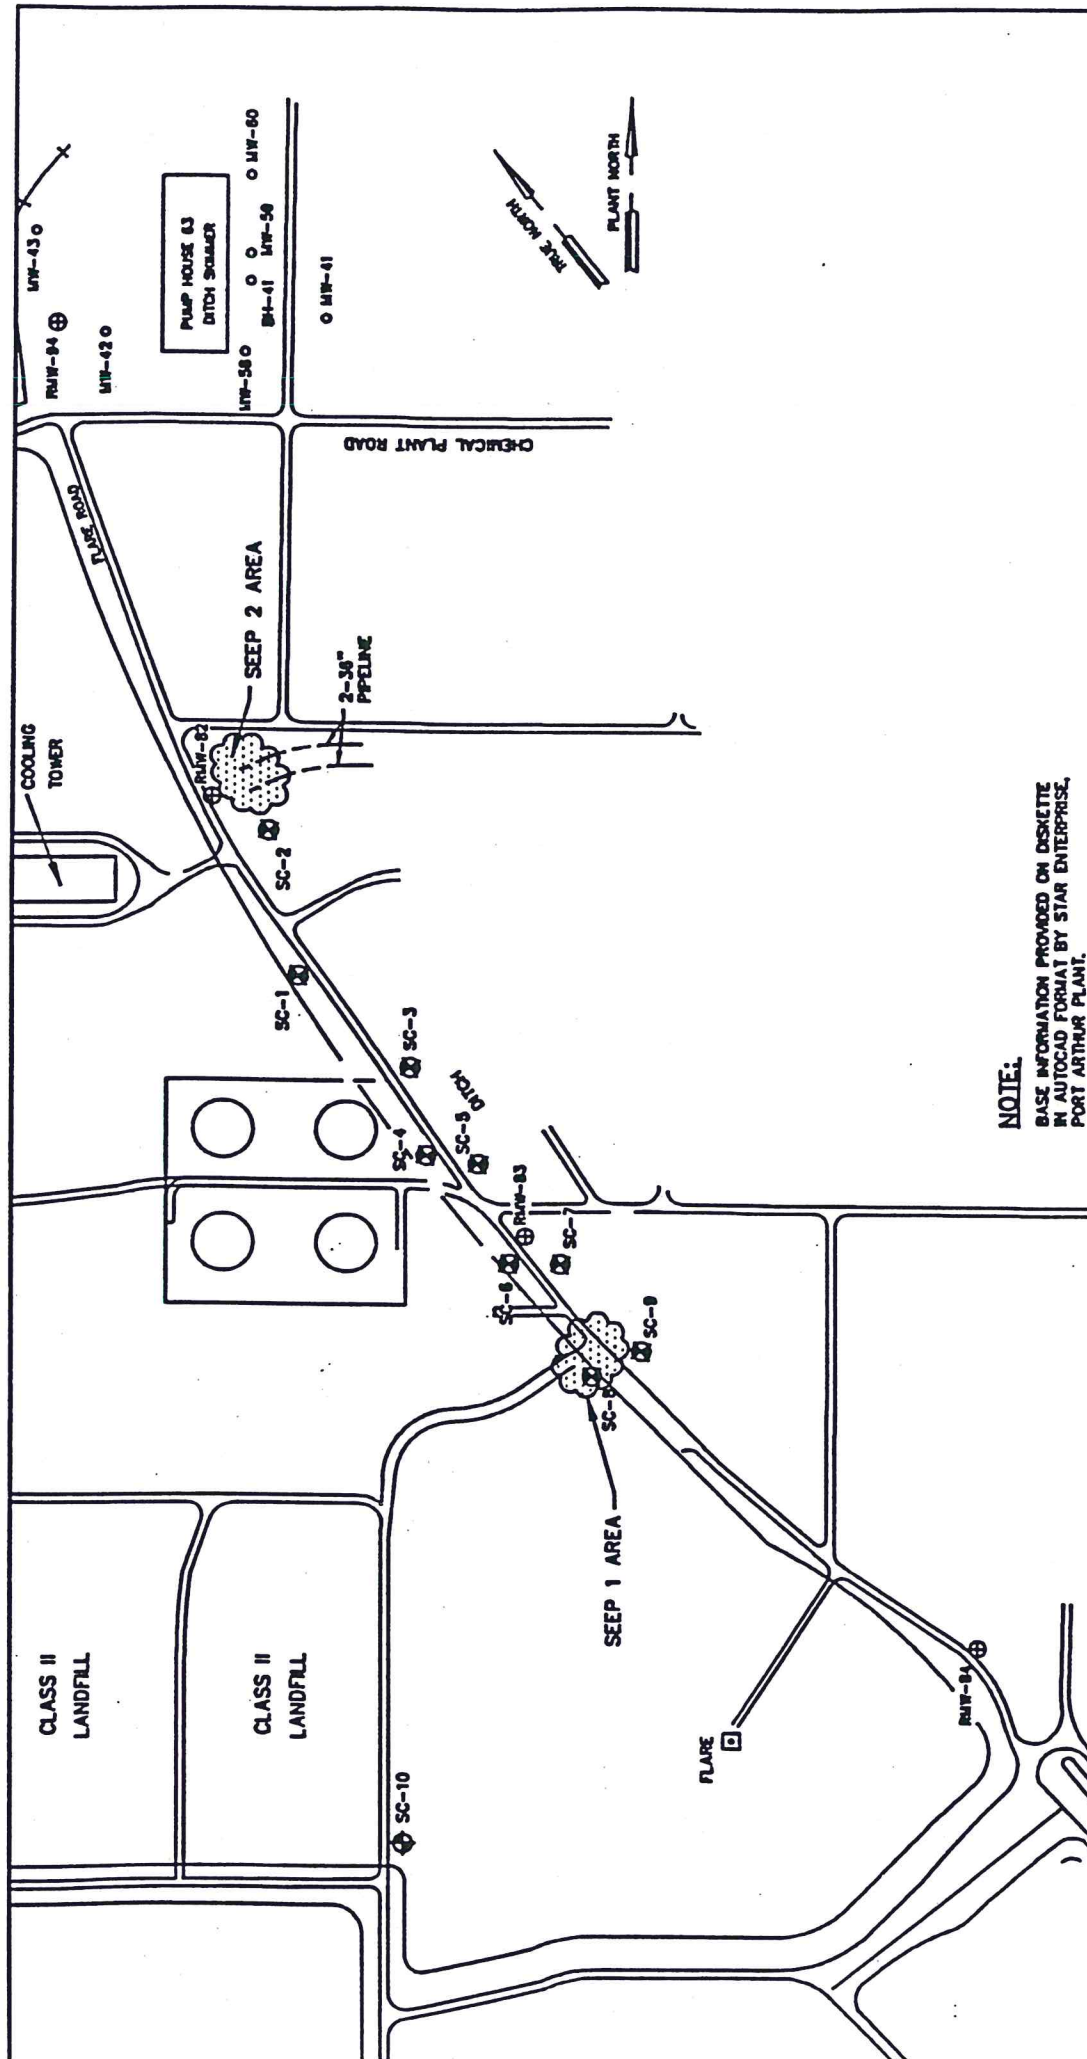 MW-43
RMW-94
MW-42
PUMP HOUSE 63
DITCH SKIMMER
MW-60
MW-58
BH-41
MW-41
TRUE NORTH
PLANT NORTH
CHEMICAL PLANT ROAD
FLARE ROAD
SEEP 2 AREA
2-36"
PIPELINE
COOLING
TOWER
RMW-82
SC-2
SC-1
SC-3
DITCH
SC-4
SC-5
RMW-83
SC-7
SC-6
SC-9
SC-8
SEEP 1 AREA
CLASS II
LANDFILL
CLASS II
LANDFILL
SC-10
FLARE
RMW-84
NOTE:
BASE INFORMATION PROVIDED ON DISKETTE
IN AUTOCAD FORMAT BY STAR ENTERPRISE,
PORT ARTHUR PLANT.